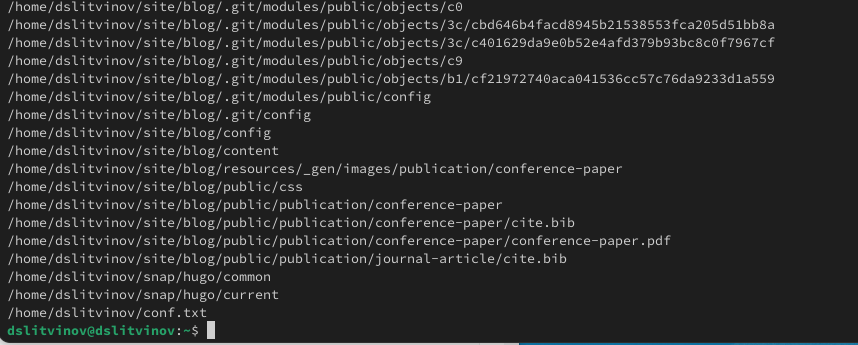 /home/dslitvinov/site/blog/.git/modules/public/objects/c0
/home/dslitvinov/site/blog/.git/modules/public/objects/3c/cbd646b4facd8945b21538553fca205d51bb8a
/home/dslitvinov/site/blog/.git/modules/public/objects/3c/c401629da9e0b52e4afd379b93bc8c0f7967cf
/home/dslitvinov/site/blog/.git/modules/public/objects/c9
/home/dslitvinov/site/blog/.git/modules/public/objects/b1/cf21972740aca041536cc57c76da9233d1a559
/home/dslitvinov/site/blog/.git/modules/public/config
/home/dslitvinov/site/blog/.git/config
/home/dslitvinov/site/blog/config
/home/dslitvinov/site/blog/content
/home/dslitvinov/site/blog/resources/_gen/images/publication/conference-paper
/home/dslitvinov/site/blog/public/css
/home/dslitvinov/site/blog/public/publication/conference-paper
/home/dslitvinov/site/blog/public/publication/conference-paper/cite.bib
/home/dslitvinov/site/blog/public/publication/conference-paper/conference-paper.pdf
/home/dslitvinov/site/blog/public/publication/journal-article/cite.bib
/home/dslitvinov/snap/hugo/common
/home/dslitvinov/snap/hugo/current
/home/dslitvinov/conf.txt
dslitvinov@dslitvinov:~$